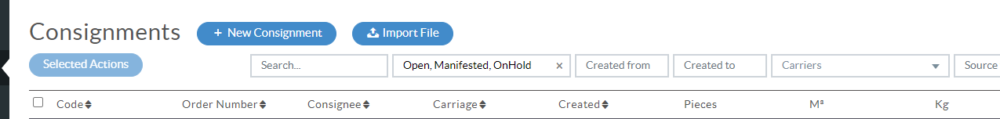 Consignments + New Consignment Import File
Selected Actions Search... Open, Manifested, OnHold × Created from Created to Carriers Source
Code Order Number Consignee Carriage Created Pieces M³ Kg